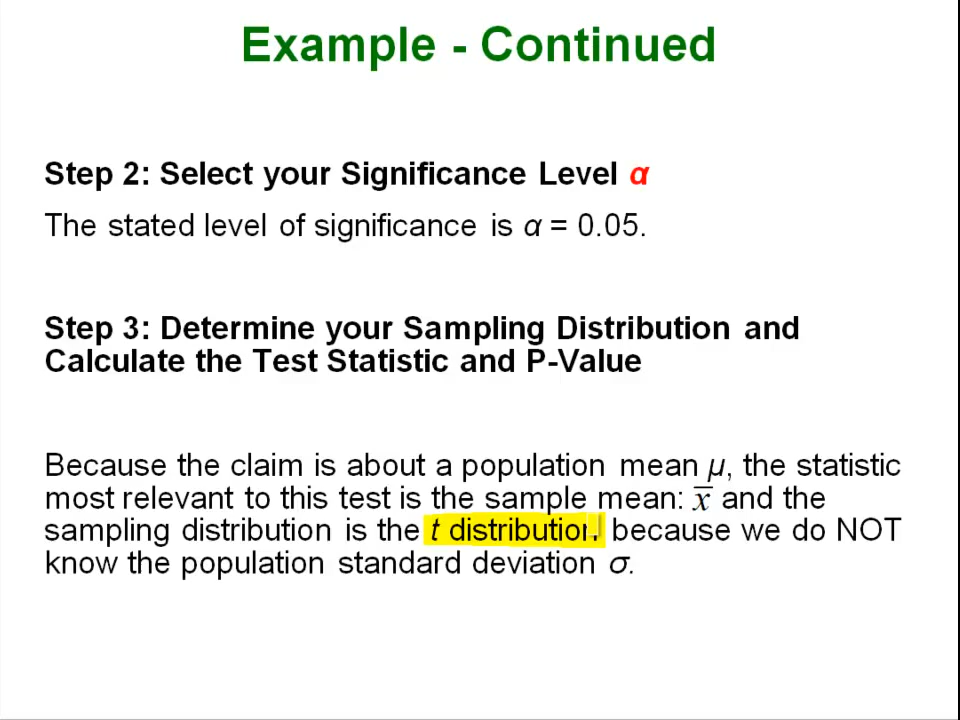 Example - Continued
Step 2: Select your Significance Level α
The stated level of significance is α = 0.05.
Step 3: Determine your Sampling Distribution and
Calculate the Test Statistic and P-Value
Because the claim is about a population mean μ, the statistic
most relevant to this test is the sample mean: x̅ and the
sampling distribution is the t distribution. because we do NOT
know the population standard deviation σ.